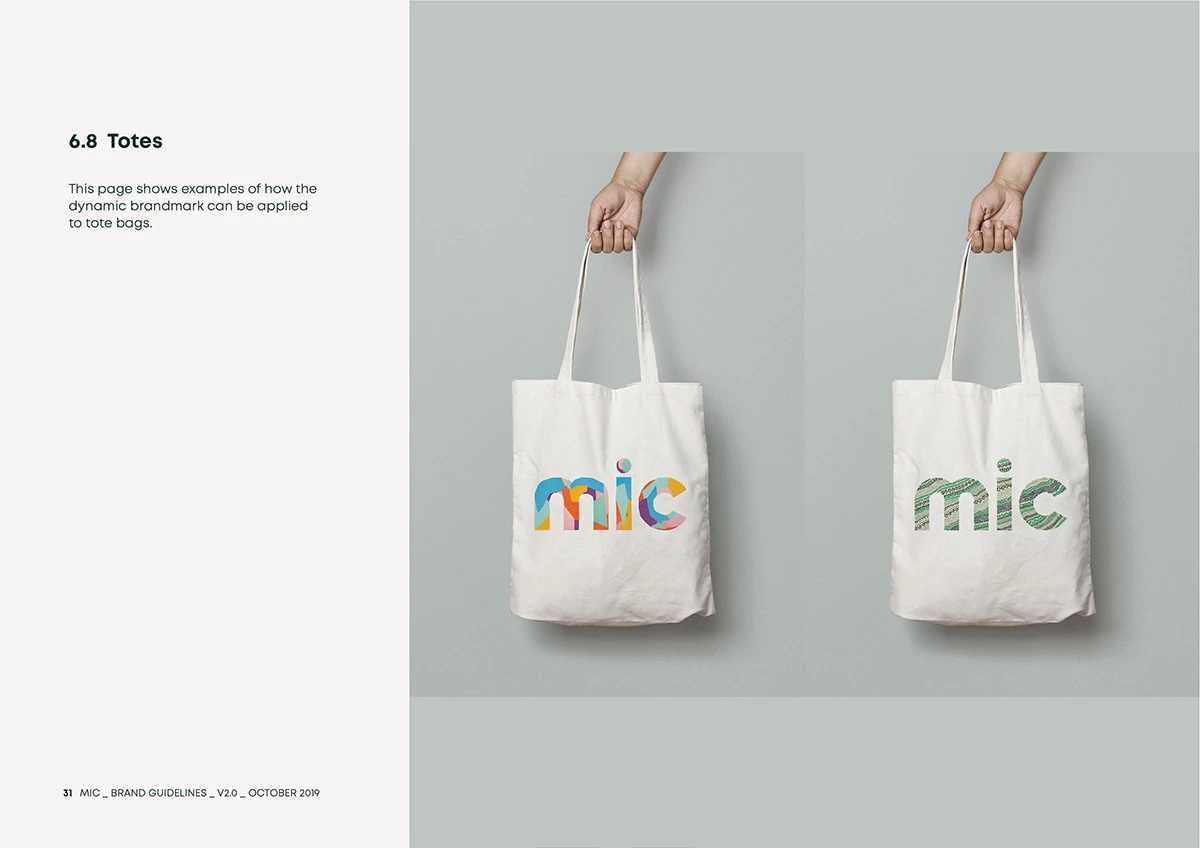 6.8 Totes
This page shows examples of how the
dynamic brandmark can be applied
to tote bags.
mic
mic
31 MIC _ BRAND GUIDELINES _ V2.0 _ OCTOBER 2019